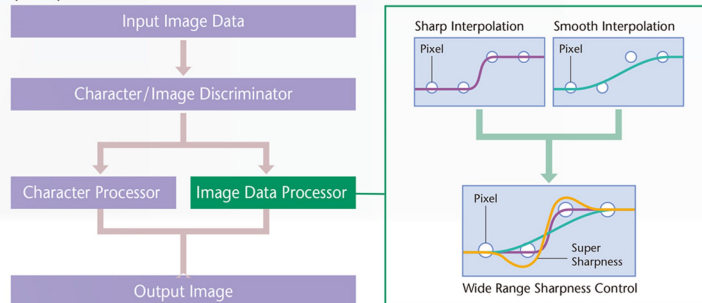 Input Image Data
Character/Image Discriminator
Character Processor
Image Data Processor
Output Image
Sharp Interpolation
Pixel
Smooth Interpolation
Pixel
Pixel
Super
Sharpness
Wide Range Sharpness Control